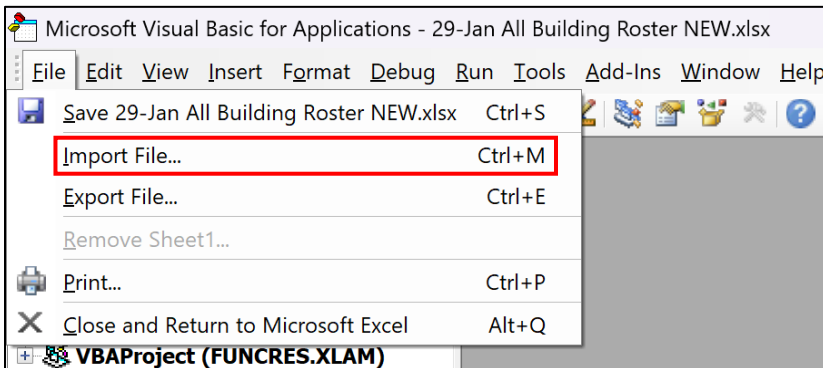 Microsoft Visual Basic for Applications - 29-Jan All Building Roster NEW.xlsx
File Edit View Insert Format Debug Run Tools Add-Ins Window Help
Save 29-Jan All Building Roster NEW.xlsx Ctrl+S
Import File... Ctrl+M
Export File... Ctrl+E
Remove Sheet1...
Print... Ctrl+P
Close and Return to Microsoft Excel Alt+Q
VBAProject (FUNCRES.XLAM)